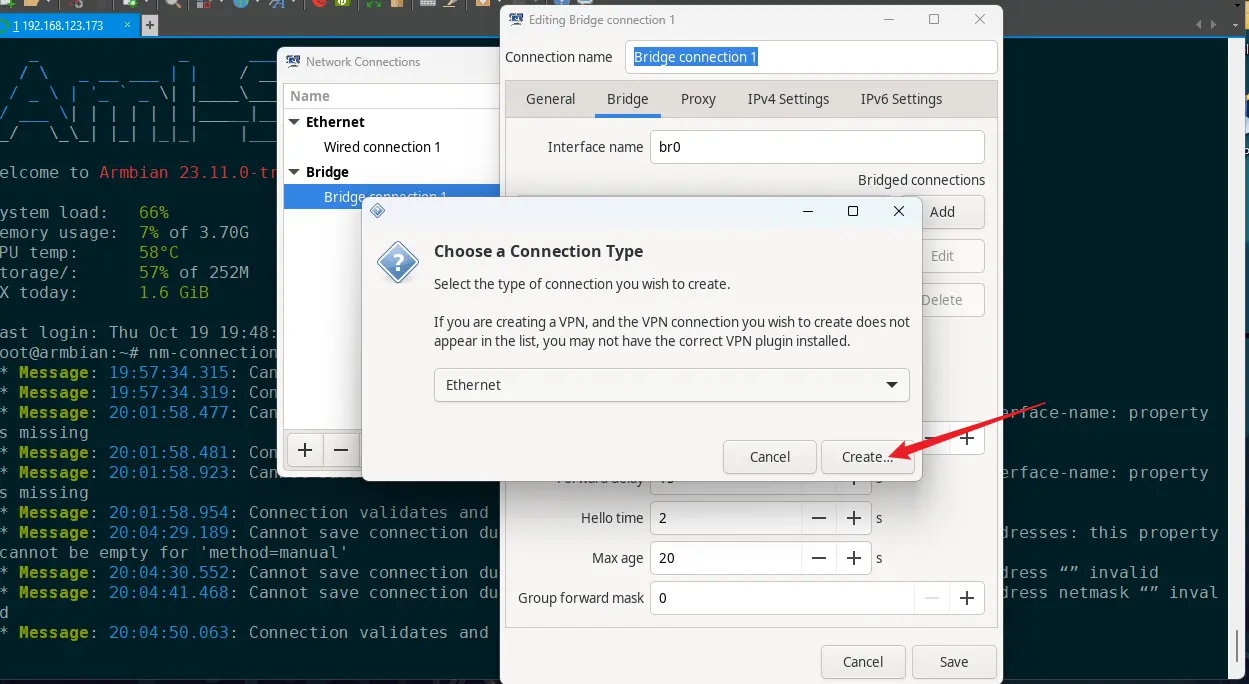 1 192.168.123.173
Editing Bridge connection 1
Connection name
Bridge connection 1
Network Connections
Name
General
Bridge
Proxy
IPv4 Settings
IPv6 Settings
Ethernet
Wired connection 1
Interface name
br0
Bridge
Bridged connections
Bridge connection 1
Add
Edit
Delete
Choose a Connection Type
Select the type of connection you wish to create.
If you are creating a VPN, and the VPN connection you wish to create does not
appear in the list, you may not have the correct VPN plugin installed.
Ethernet
Cancel
Create...
Forward delay
15
s
Hello time
2
s
Max age
20
s
Group forward mask
0
Cancel
Save
elcome to Armbian 23.11.0-tr
ystem load: 66%
emory usage: 7% of 3.70G
PU temp: 58°C
torage/: 57% of 252M
X today: 1.6 GiB
ast login: Thu Oct 19 19:48:
oot@armbian:~# nm-connection
* Message: 19:57:34.315: Can
* Message: 19:57:34.319: Con
* Message: 20:01:58.477: Can
erface-name: property
s missing
* Message: 20:01:58.481: Con
* Message: 20:01:58.923: Can
erface-name: property
s missing
* Message: 20:01:58.954: Connection validates and
* Message: 20:04:29.189: Cannot save connection du
dresses: this property
cannot be empty for 'method=manual'
* Message: 20:04:30.552: Cannot save connection du
dress “” invalid
* Message: 20:04:41.468: Cannot save connection du
dress netmask “” inval
d
* Message: 20:04:50.063: Connection validates and